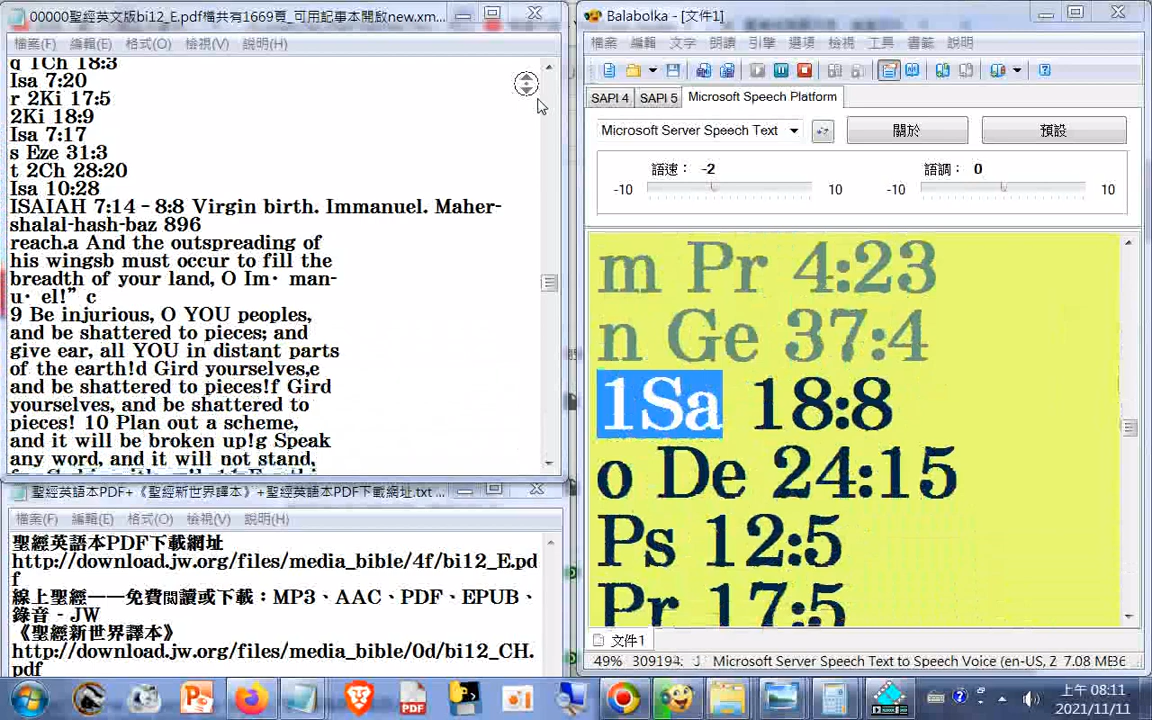 00000聖經英文版bi12_E.pdf檔共有1669頁_可用記事本開啟new.xm...
檔案(F) 編輯(E) 格式(O) 檢視(V) 說明(H)
q 1Ch 18:3
Isa 7:20
r 2Ki 17:5
2Ki 18:9
Isa 7:17
s Eze 31:3
t 2Ch 28:20
Isa 10:28
ISAIAH 7:14–8:8 Virgin birth. Immanuel. Maher-
shalal-hash-baz 896
reach.a And the outspreading of
his wingsb must occur to fill the
breadth of your land, O Im· man-
u· el!” c
9 Be injurious, O YOU peoples,
and be shattered to pieces; and
give ear, all YOU in distant parts
of the earth!d Gird yourselves,e
and be shattered to pieces!f Gird
yourselves, and be shattered to
pieces! 10 Plan out a scheme,
and it will be broken up!g Speak
any word, and it will not stand,
聖經英語本PDF+《聖經新世界譯本》+聖經英語本PDF下載網址.txt ...
檔案(F) 編輯(E) 格式(O) 檢視(V) 說明(H)
聖經英語本PDF下載網址
http://download.jw.org/files/media_bible/4f/bi12_E.pd
f
線上聖經——免費閱讀或下載：MP3、AAC、PDF、EPUB、
錄音 - JW
《聖經新世界譯本》
http://download.jw.org/files/media_bible/0d/bi12_CH.
pdf
Balabolka - [文件1]
檔案 編輯 文字 朗讀 引擎 選項 檢視 工具 書籤 說明
SAPI 4 SAPI 5 Microsoft Speech Platform
Microsoft Server Speech Text 關於 預設
語速： -2 語調： 0
-10 10 -10 10
m Pr 4:23
n Ge 37:4
1Sa 18:8
o De 24:15
Ps 12:5
Pr 17:5
文件1
49% 309194: Microsoft Server Speech Text to Speech Voice (en-US, Z 7.08 MB
上午 08:11
2021/11/11